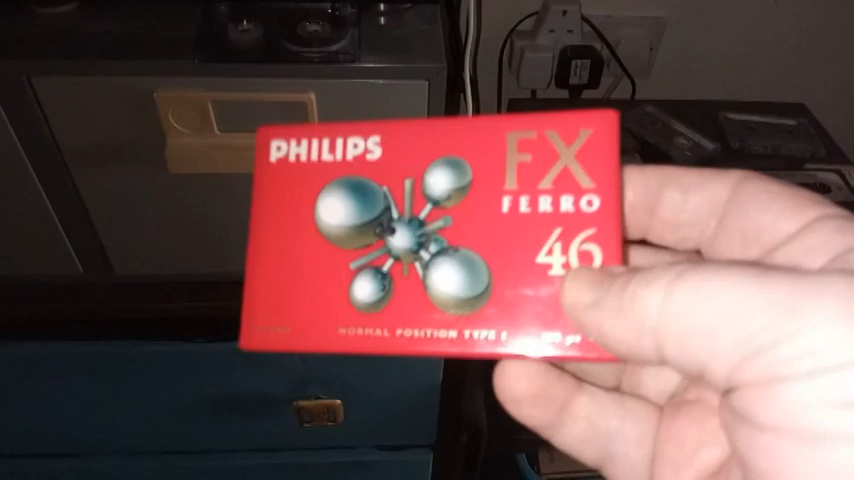 PHILIPS
FX
FERRO
46
NORMAL POSITION TYPE I